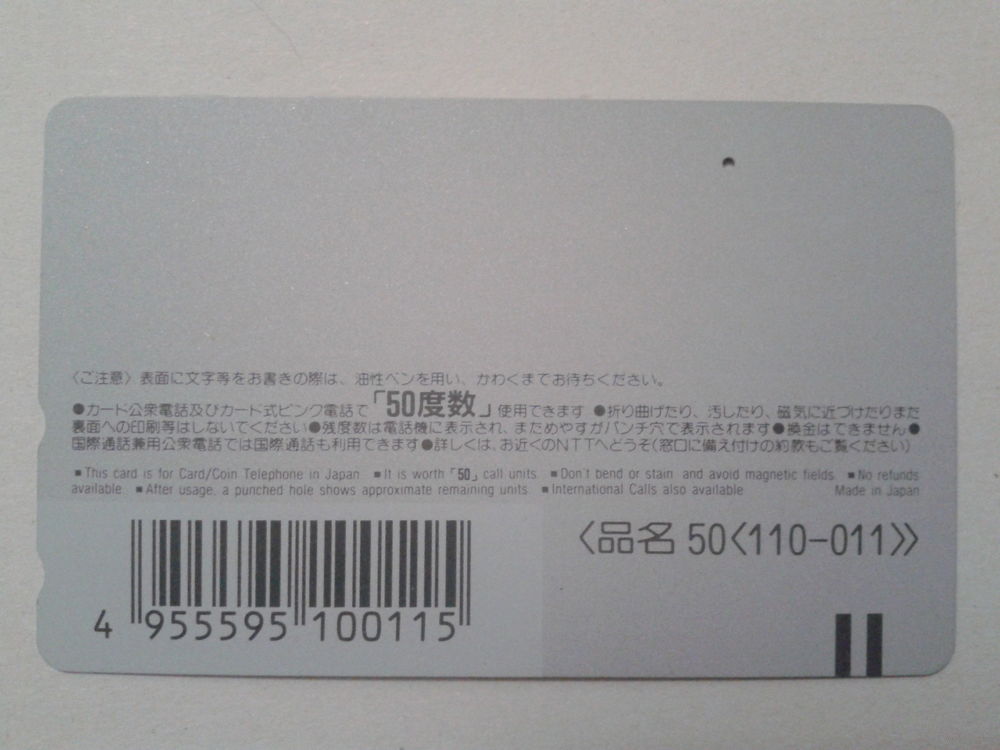 〈ご注意〉表面に文字等をお書きの際は、油性ペンを用い、かわくまでお待ちください。
●カード公衆電話及びカード式ピンク電話で「50度数」使用できます ●折り曲げたり、汚したり、磁気に近づけたりまた
裏面への印刷等はしないでください●残度数は電話機に表示され、まためやすがパンチ穴で表示されます●換金はできません●
国際通話兼用公衆電話では国際通話も利用できます●詳しくは、お近くのNTTへどうぞ(窓口に備え付けの約款もご覧ください)
■This card is for Card/Coin Telephone in Japan ■It is worth「50」call units ■Don't bend or stain and avoid magnetic fields ■No refunds
available ■After usage, a punched hole shows approximate remaining units ■International Calls also available Made in Japan
〈品名 50〈110-011〉〉
4 955595 100115